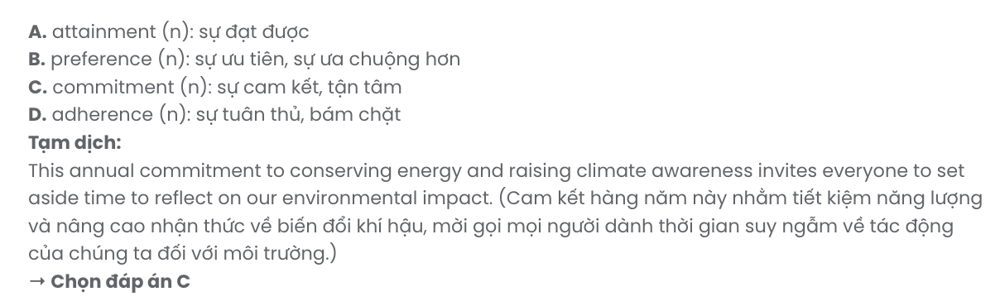 A. attainment (n): sự đạt được
B. preference (n): sự ưu tiên, sự ưa chuộng hơn
C. commitment (n): sự cam kết, tận tâm
D. adherence (n): sự tuân thủ, bám chặt
Tạm dịch:
This annual commitment to conserving energy and raising climate awareness invites everyone to set
aside time to reflect on our environmental impact. (Cam kết hàng năm này nhằm tiết kiệm năng lượng
và nâng cao nhận thức về biến đổi khí hậu, mời gọi mọi người dành thời gian suy ngẫm về tác động
của chúng ta đối với môi trường.)
→ Chọn đáp án C